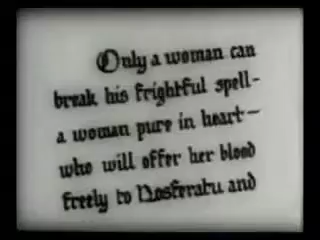 Only a woman can
break his frightful spell-
a woman pure in heart—
who will offer her blood
freely to Nosferatu and